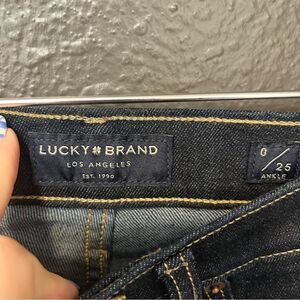 LUCKY BRAND
LOS ANGELES
EST. 1990
0
25
ANKLE